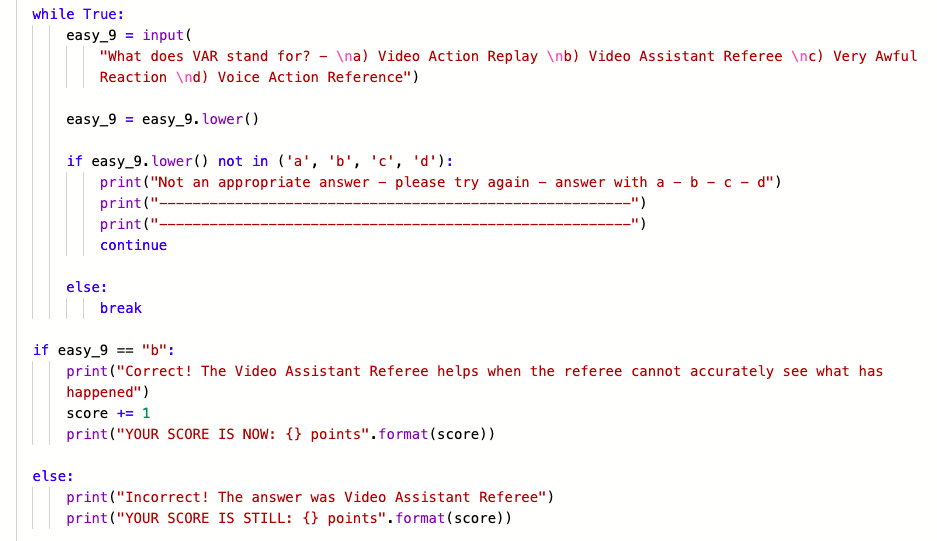 while True:
easy_9 = input(
"What does VAR stand for? – \na) Video Action Replay \nb) Video Assistant Referee \nc) Very Awful
Reaction \nd) Voice Action Reference")
easy_9 = easy_9.lower()
if easy_9.lower() not in ('a', 'b', 'c', 'd'):
print("Not an appropriate answer – please try again – answer with a – b – c – d")
print("––––––––––––––––––––––––––––––––––––––––––––––––––––––––")
print("––––––––––––––––––––––––––––––––––––––––––––––––––––––––")
continue
else:
break
if easy_9 == "b":
print("Correct! The Video Assistant Referee helps when the referee cannot accurately see what has
happened")
score += 1
print("YOUR SCORE IS NOW: {} points".format(score))
else:
print("Incorrect! The answer was Video Assistant Referee")
print("YOUR SCORE IS STILL: {} points".format(score))